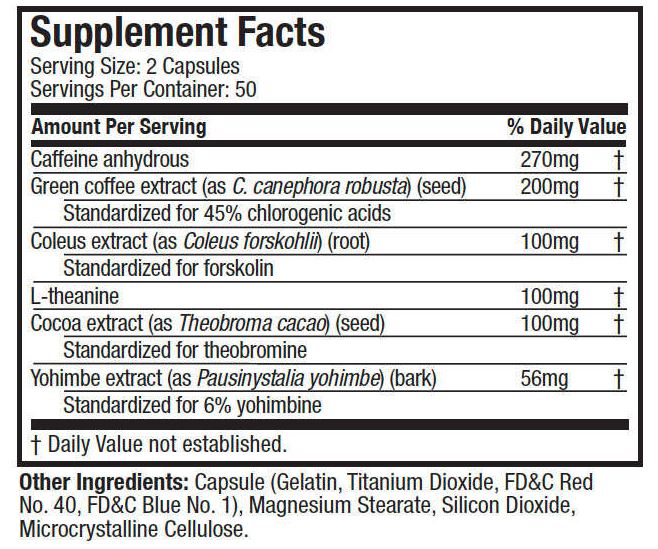 Supplement Facts
Serving Size: 2 Capsules
Servings Per Container: 50
Amount Per Serving % Daily Value
Caffeine anhydrous 270mg †
Green coffee extract (as C. canephora robusta) (seed) 200mg †
Standardized for 45% chlorogenic acids
Coleus extract (as Coleus forskohlii) (root) 100mg †
Standardized for forskolin
L-theanine 100mg †
Cocoa extract (as Theobroma cacao) (seed) 100mg †
Standardized for theobromine
Yohimbe extract (as Pausinystalia yohimbe) (bark) 56mg †
Standardized for 6% yohimbine
† Daily Value not established.
Other Ingredients: Capsule (Gelatin, Titanium Dioxide, FD&C Red
No. 40, FD&C Blue No. 1), Magnesium Stearate, Silicon Dioxide,
Microcrystalline Cellulose.